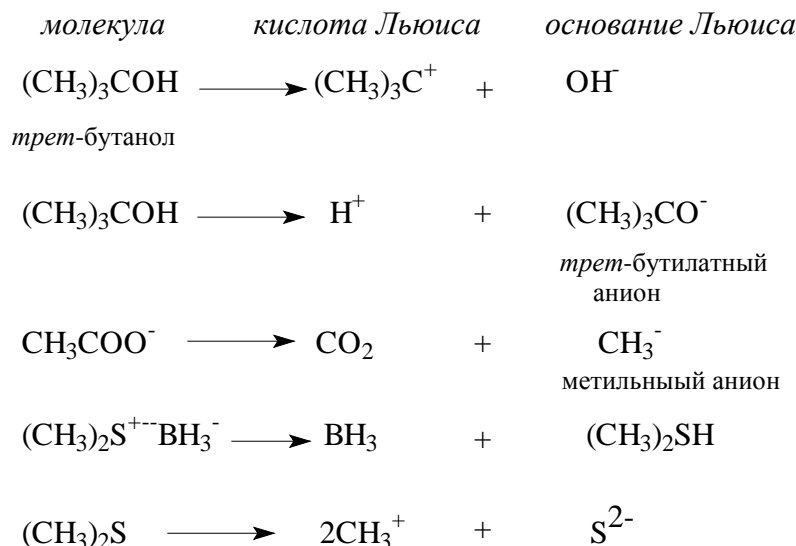 молекула кислота Льюиса основание Льюиса
(CH₃)₃COH ⟶ (CH₃)₃C⁺ + OH⁻
трет-бутанол
(CH₃)₃COH ⟶ H⁺ + (CH₃)₃CO⁻
трет-бутилатный
анион
CH₃COO⁻ ⟶ CO₂ + CH₃⁻
метильныый анион
(CH₃)₂S⁺⁻⁻BH₃⁻ ⟶ BH₃ + (CH₃)₂SH
(CH₃)₂S ⟶ 2CH₃⁺ + S²⁻